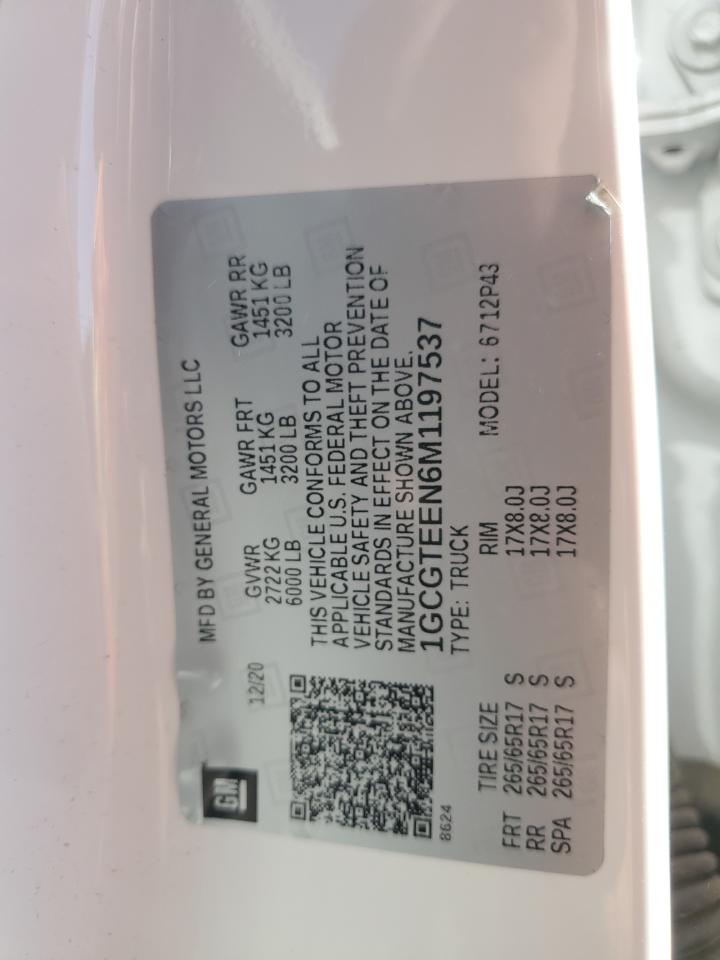 GM
12/20
MFD BY GENERAL MOTORS LLC
GVWR GAWR FRT GAWR RR
2722 KG 1451 KG 1451 KG
6000 LB 3200 LB 3200 LB
THIS VEHICLE CONFORMS TO ALL
APPLICABLE U.S. FEDERAL MOTOR
VEHICLE SAFETY AND THEFT PREVENTION
STANDARDS IN EFFECT ON THE DATE OF
MANUFACTURE SHOWN ABOVE.
1GCGTEEN6M1197537
8624
TYPE: TRUCK
TIRE SIZE RIM MODEL: 6712P43
FRT 265/65R17 S 17X8.0J
RR 265/65R17 S 17X8.0J
SPA 265/65R17 S 17X8.0J